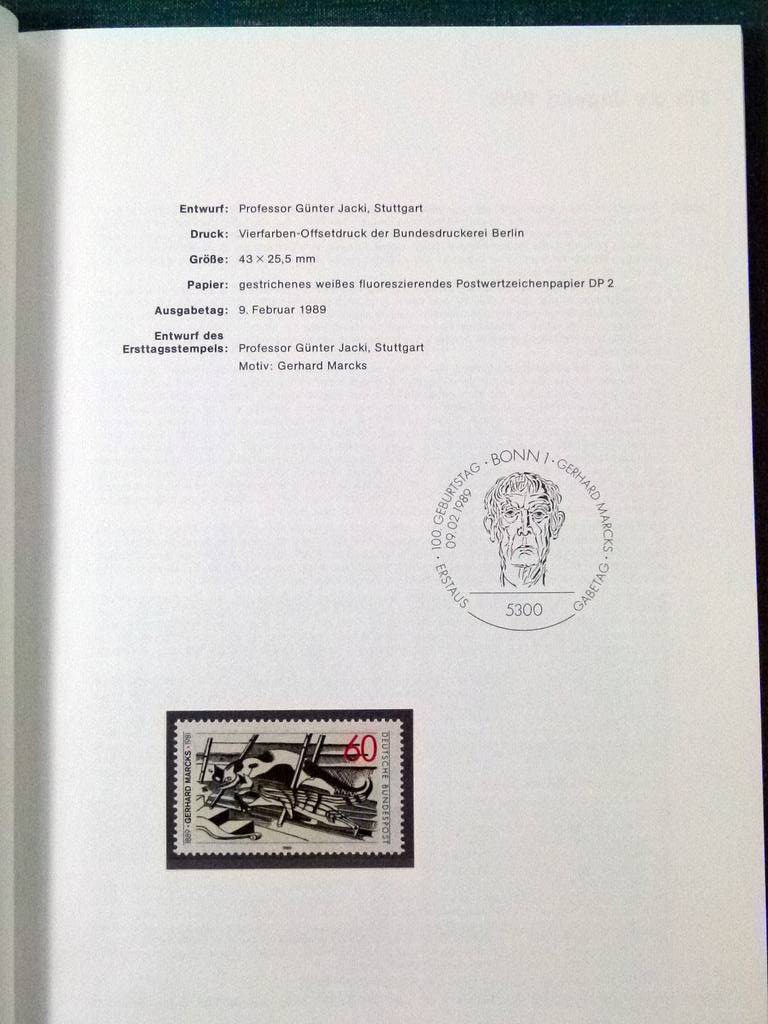 Entwurf: Professor Günter Jacki, Stuttgart
Druck: Vierfarben-Offsetdruck der Bundesdruckerei Berlin
Größe: 43 × 25,5 mm
Papier: gestrichenes weißes fluoreszierendes Postwertzeichenpapier DP 2
Ausgabetag: 9. Februar 1989
Entwurf des
Ersttagsstempels: Professor Günter Jacki, Stuttgart
Motiv: Gerhard Marcks
· 100. GEBURTSTAG · BONN 1 · GERHARD MARCKS ·
09.02.1989
ERSTAUS GABETAG
5300
1889 · GERHARD MARCKS · 1981
60
DEUTSCHE BUNDESPOST
1989